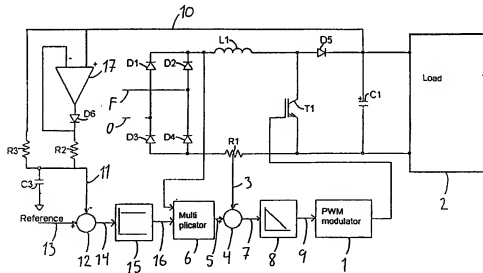 10
17
+
-
D6
R3
R2
C3
11
Reference
13
12
14
15
16
D1
D2
D3
D4
F
0
L1
D5
T1
+
C1
R1
3
Load
2
Multi
plicator
6
5
4
7
8
9
PWM
modulator
1